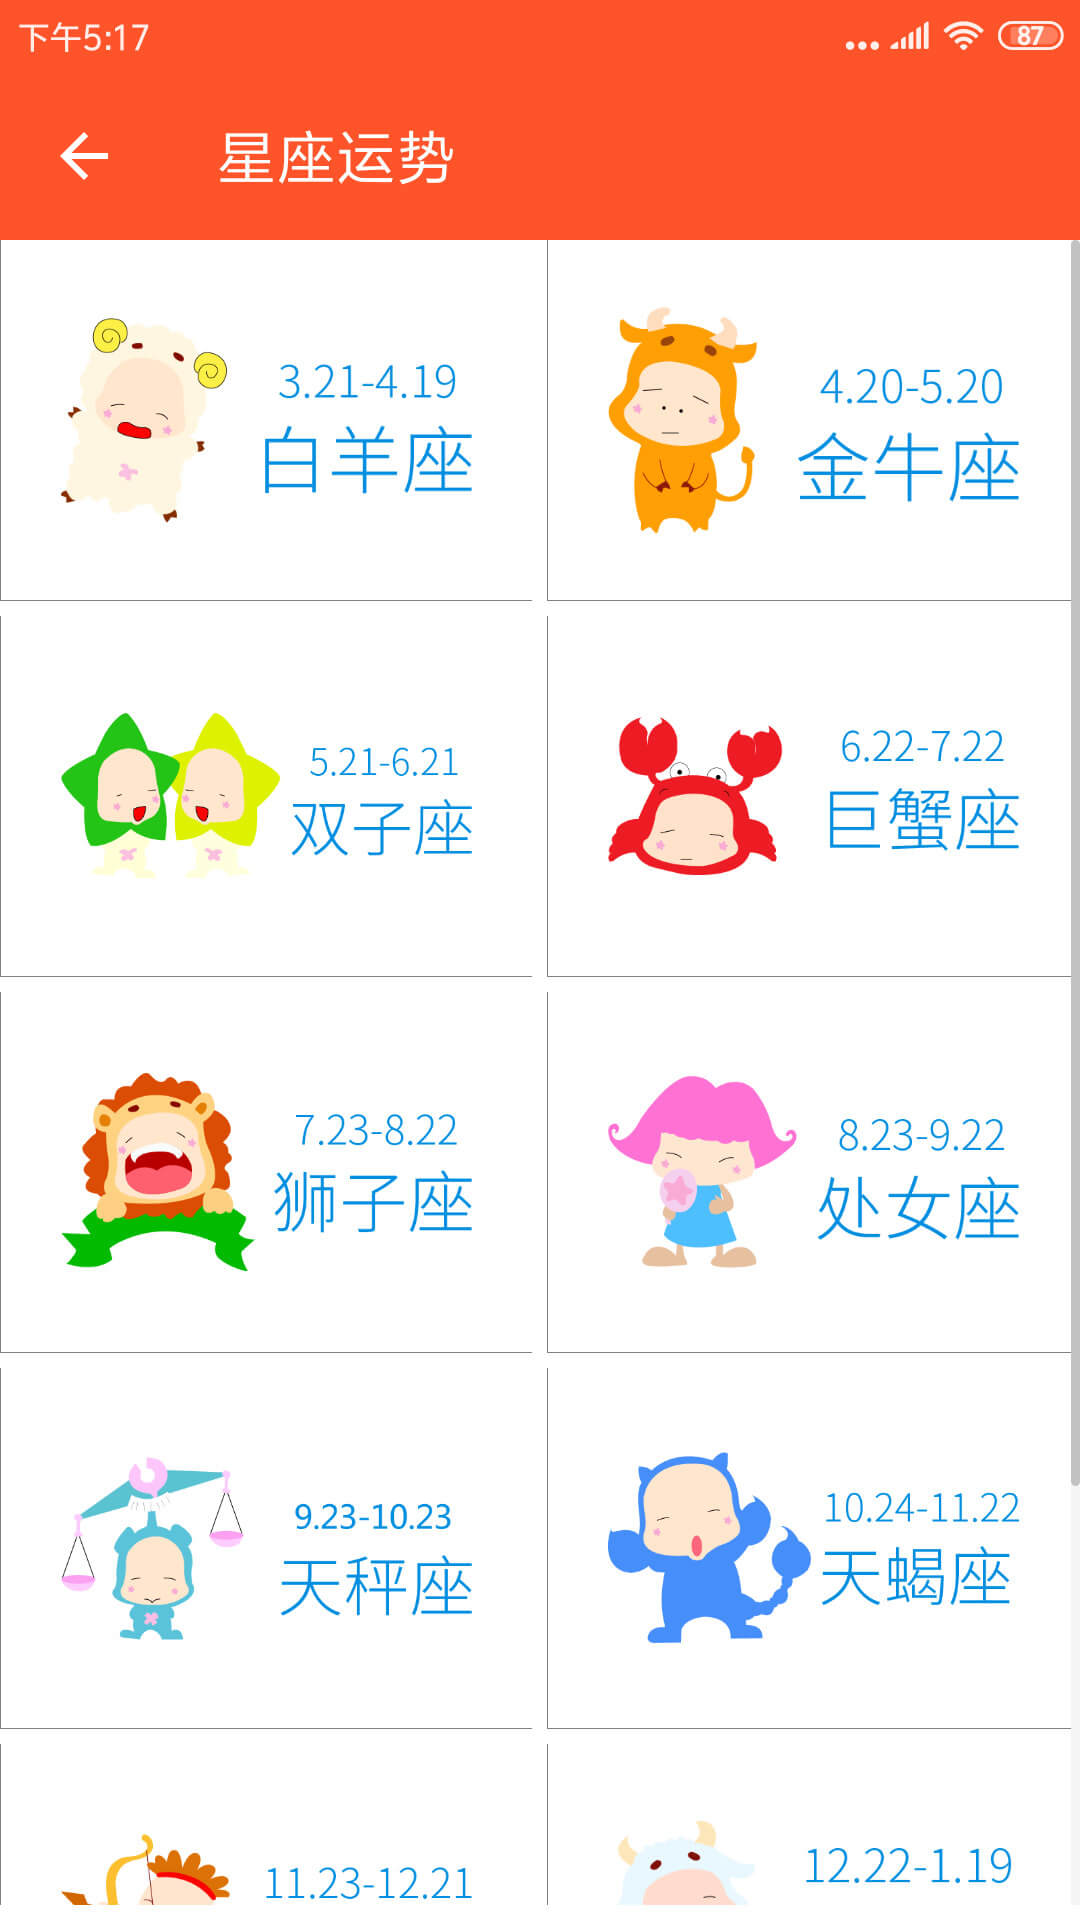 下午5:17
87
星座运势
3.21-4.19
白羊座
4.20-5.20
金牛座
5.21-6.21
双子座
6.22-7.22
巨蟹座
7.23-8.22
狮子座
8.23-9.22
处女座
9.23-10.23
天秤座
10.24-11.22
天蝎座
11.23-12.21
12.22-1.19